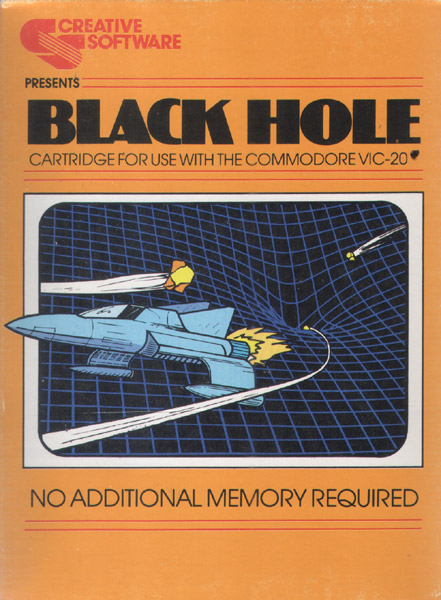 CREATIVE
SOFTWARE
PRESENTS
BLACK HOLE
CARTRIDGE FOR USE WITH THE COMMODORE VIC-20
NO ADDITIONAL MEMORY REQUIRED